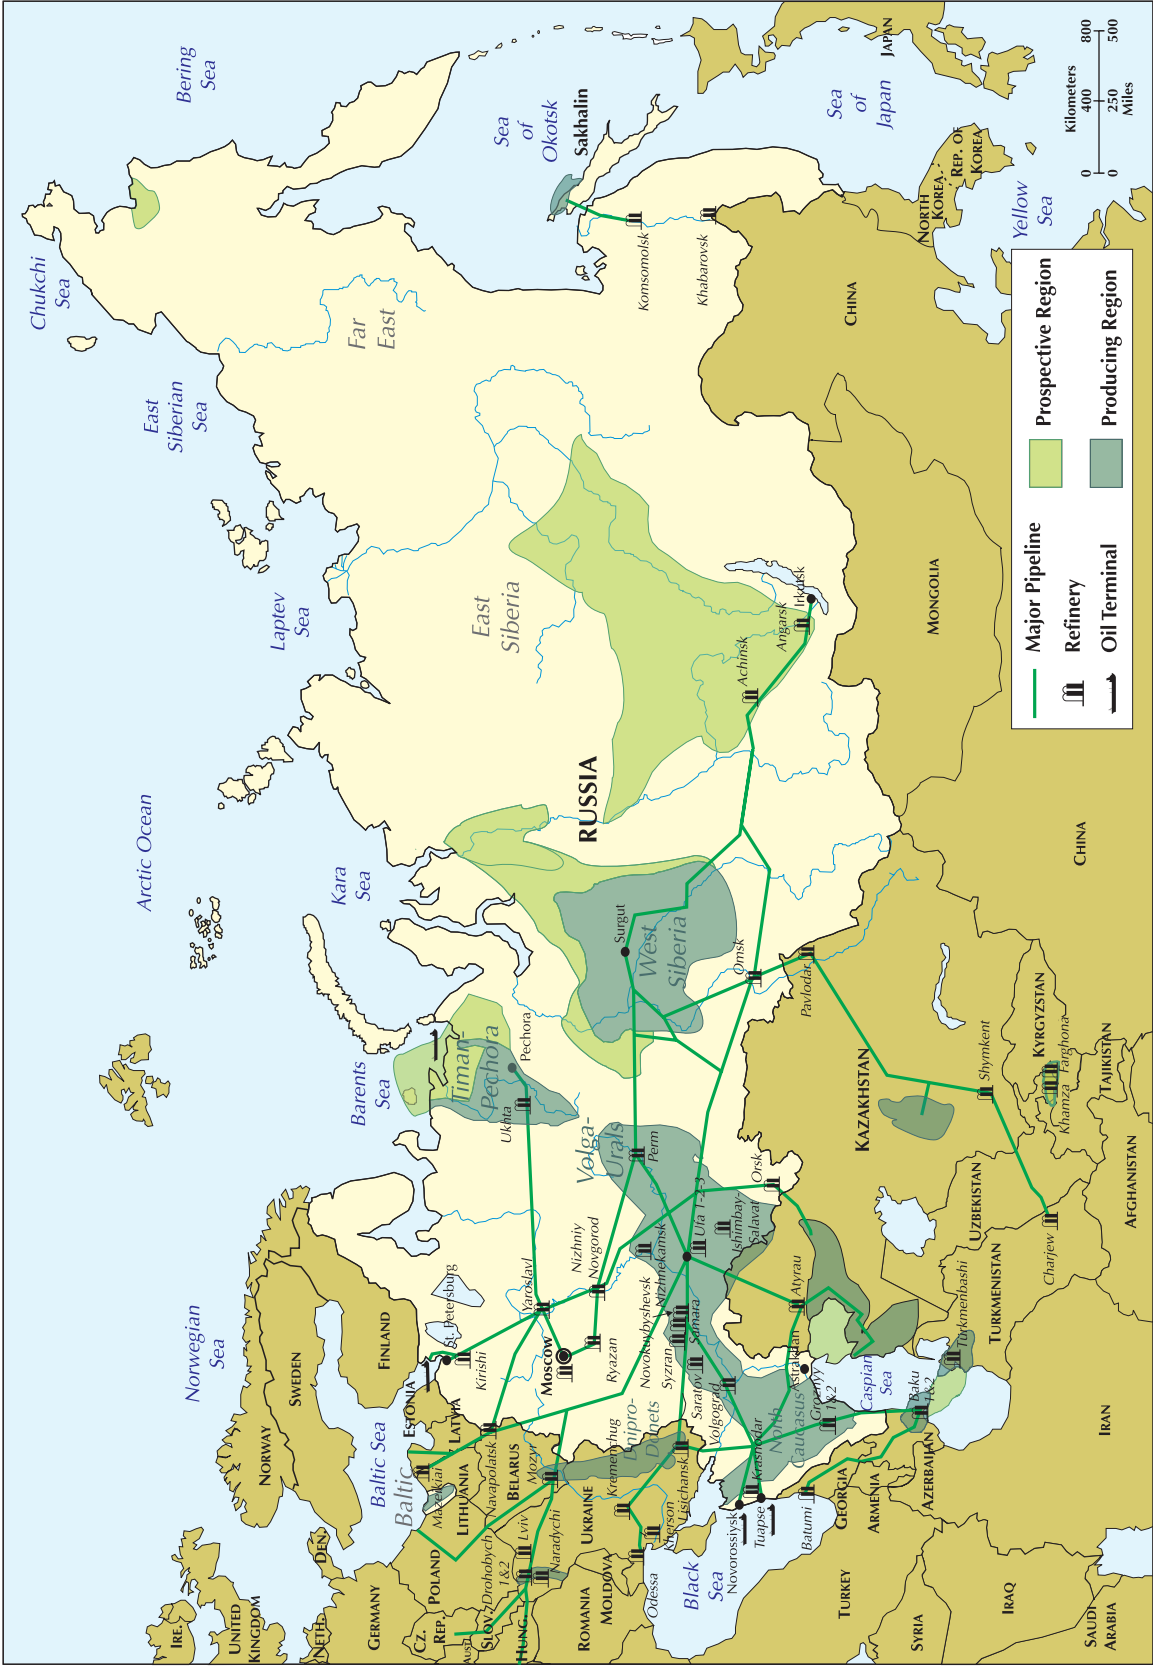 Bering
Sea
Chukchi
Sea
East
Siberian
Sea
Laptev
Sea
Arctic Ocean
Kara
Sea
Barents
Sea
Norwegian
Sea
Baltic Sea
Sea
of
Okotsk
Sea
of
Japan
Yellow
Sea
Black
Sea
Caspian
Sea
Far
East
East
Siberia
West
Siberia
Timan-
Pechora
Volga-
Urals
Dnipro-
Donets
North
Caucasus
Baltic
RUSSIA
Sakhalin
Komsomolsk
Khabarovsk
Irkutsk
Angarsk
Achinsk
Surgut
Omsk
Pavlodar
Pechora
Ukhta
Perm
Orsk
Ufa 1-2-3
Ishimbay-
Salavat
Nizhnekamsk
Nizhniy
Novgorod
Yaroslavl
St. Petersburg
Kirishi
Moscow
Ryazan
Novokuybyshevsk
Syzran
Samara
Saratov
Volgograd
Atyrau
Astrakhan
Groznyy
1&2
Krasnodar
Novorossiysk
Tuapse
Batumi
Baku
1&2
Turkmenbashi
Shymkent
Farghona
Khamza
Charjew
Mazeikiai
Navapolatsk
Mozyr
Kremenchug
Lisichansk
Kherson
Odessa
Lviv
Drohobych
1&2
Naradychi
IRE.
UNITED
KINGDOM
NETH.
DEN.
NORWAY
SWEDEN
FINLAND
ESTONIA
LATVIA
LITHUANIA
BELARUS
POLAND
GERMANY
CZ.
REP.
AUST.
SLOV.
HUNG.
UKRAINE
ROMANIA
MOLDOVA
GEORGIA
ARMENIA
AZERBAIJAN
TURKEY
SYRIA
IRAQ
SAUDI
ARABIA
IRAN
TURKMENISTAN
UZBEKISTAN
AFGHANISTAN
TAJIKISTAN
KYRGYZSTAN
KAZAKHSTAN
CHINA
MONGOLIA
CHINA
NORTH
KOREA
REP. OF
KOREA
JAPAN
Kilometers
0 400 800
0 250 500
Miles
Major Pipeline
Refinery
Oil Terminal
Prospective Region
Producing Region